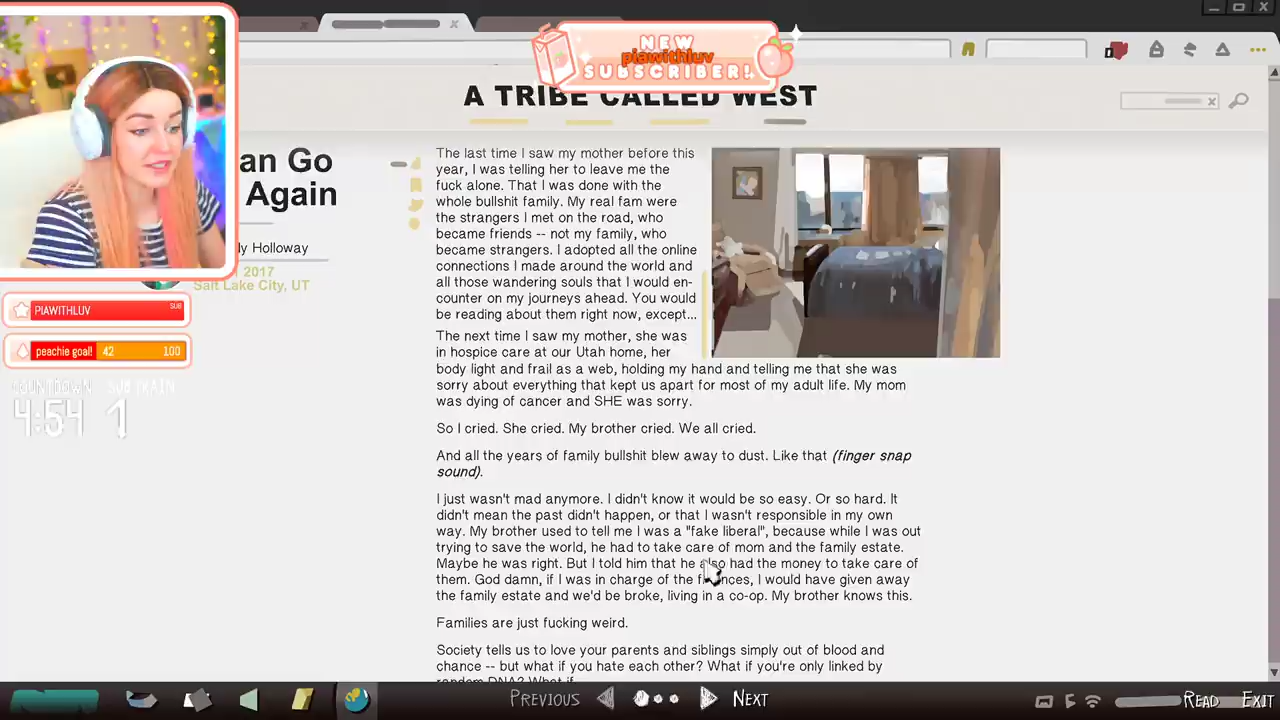 NEW
piawithluv
SUBSCRIBER!
A TRIBE CALLED WEST
an Go
Again
Holloway
2017
Salt Lake City, UT
The last time I saw my mother before this
year, I was telling her to leave me the
fuck alone. That I was done with the
whole bullshit family. My real fam were
the strangers I met on the road, who
became friends -- not my family, who
became strangers. I adopted all the online
connections I made around the world and
all those wandering souls that I would en-
counter on my journeys ahead. You would
be reading about them right now, except...
The next time I saw my mother, she was
in hospice care at our Utah home, her
body light and frail as a web, holding my hand and telling me that she was
sorry about everything that kept us apart for most of my adult life. My mom
was dying of cancer and SHE was sorry.
So I cried. She cried. My brother cried. We all cried.
And all the years of family bullshit blew away to dust. Like that (finger snap
sound).
I just wasn't mad anymore. I didn't know it would be so easy. Or so hard. It
didn't mean the past didn't happen, or that I wasn't responsible in my own
way. My brother used to tell me I was a "fake liberal", because while I was out
trying to save the world, he had to take care of mom and the family estate.
Maybe he was right. But I told him that he also had the money to take care of
them. God damn, if I was in charge of the finances, I would have given away
the family estate and we'd be broke, living in a co-op. My brother knows this.
Families are just fucking weird.
Society tells us to love your parents and siblings simply out of blood and
chance -- but what if you hate each other? What if you're only linked by
random DNA? What if
PIAWITHLUV
SUB
peachie goal! 42 100
COUNTDOWN SUB TRAIN
4:54 1
PREVIOUS NEXT READ EXIT